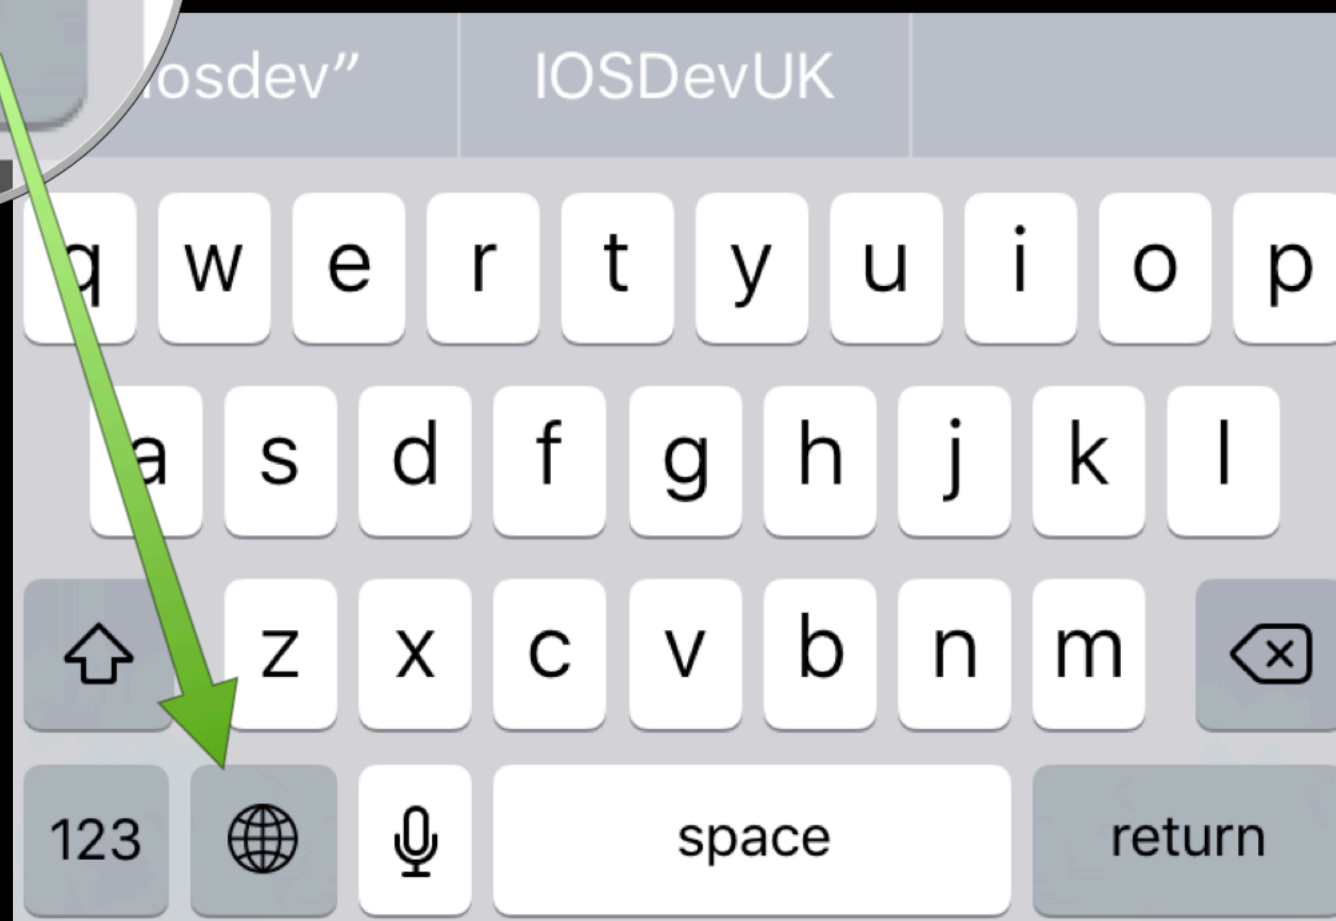 iosdev” IOSDevUK
q w e r t y u i o p
a s d f g h j k l
z x c v b n m
123 space return